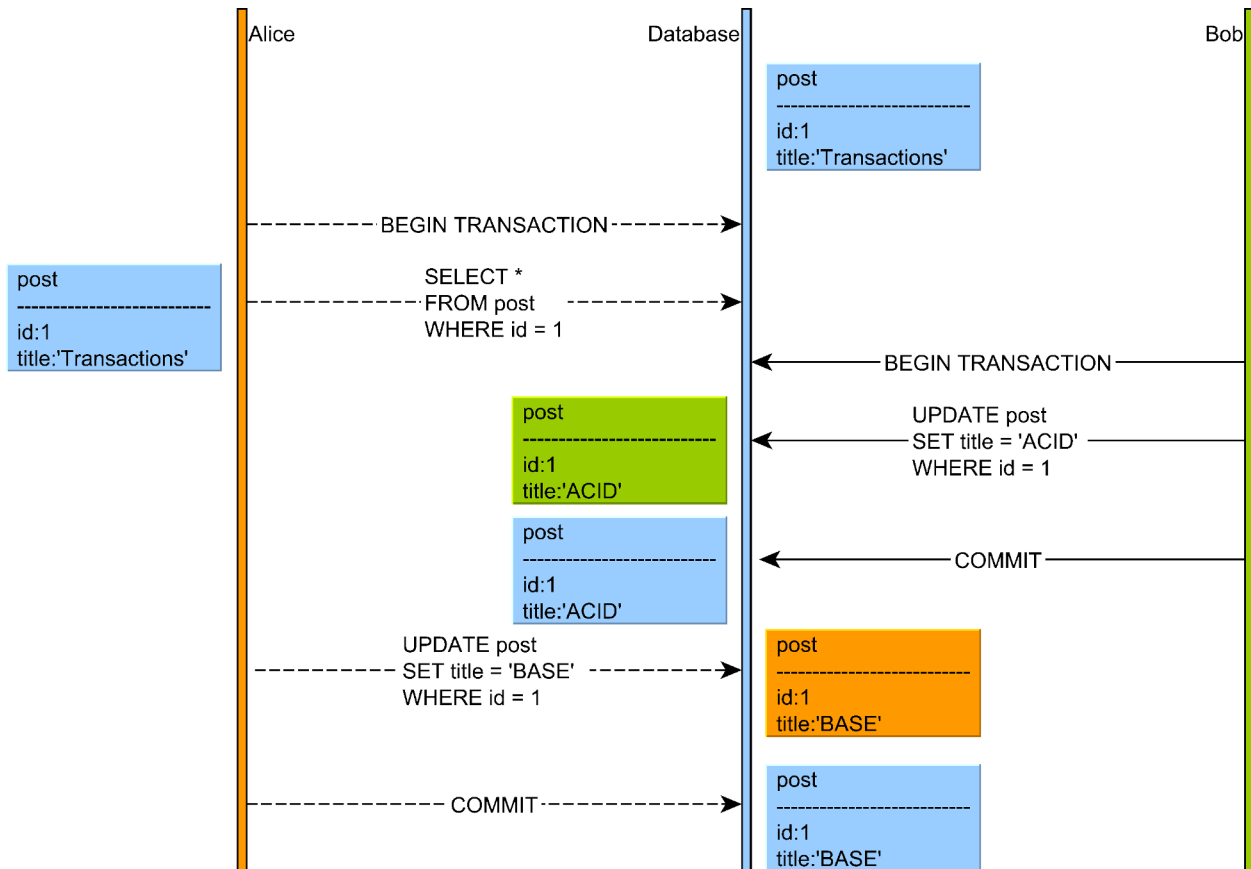 Alice
Database
Bob
post
----------------------------
id:1
title:'Transactions'
BEGIN TRANSACTION
post
----------------------------
id:1
title:'Transactions'
SELECT *
FROM post
WHERE id = 1
BEGIN TRANSACTION
post
----------------------------
id:1
title:'ACID'
UPDATE post
SET title = 'ACID'
WHERE id = 1
post
----------------------------
id:1
title:'ACID'
COMMIT
UPDATE post
SET title = 'BASE'
WHERE id = 1
post
----------------------------
id:1
title:'BASE'
COMMIT
post
----------------------------
id:1
title:'BASE'